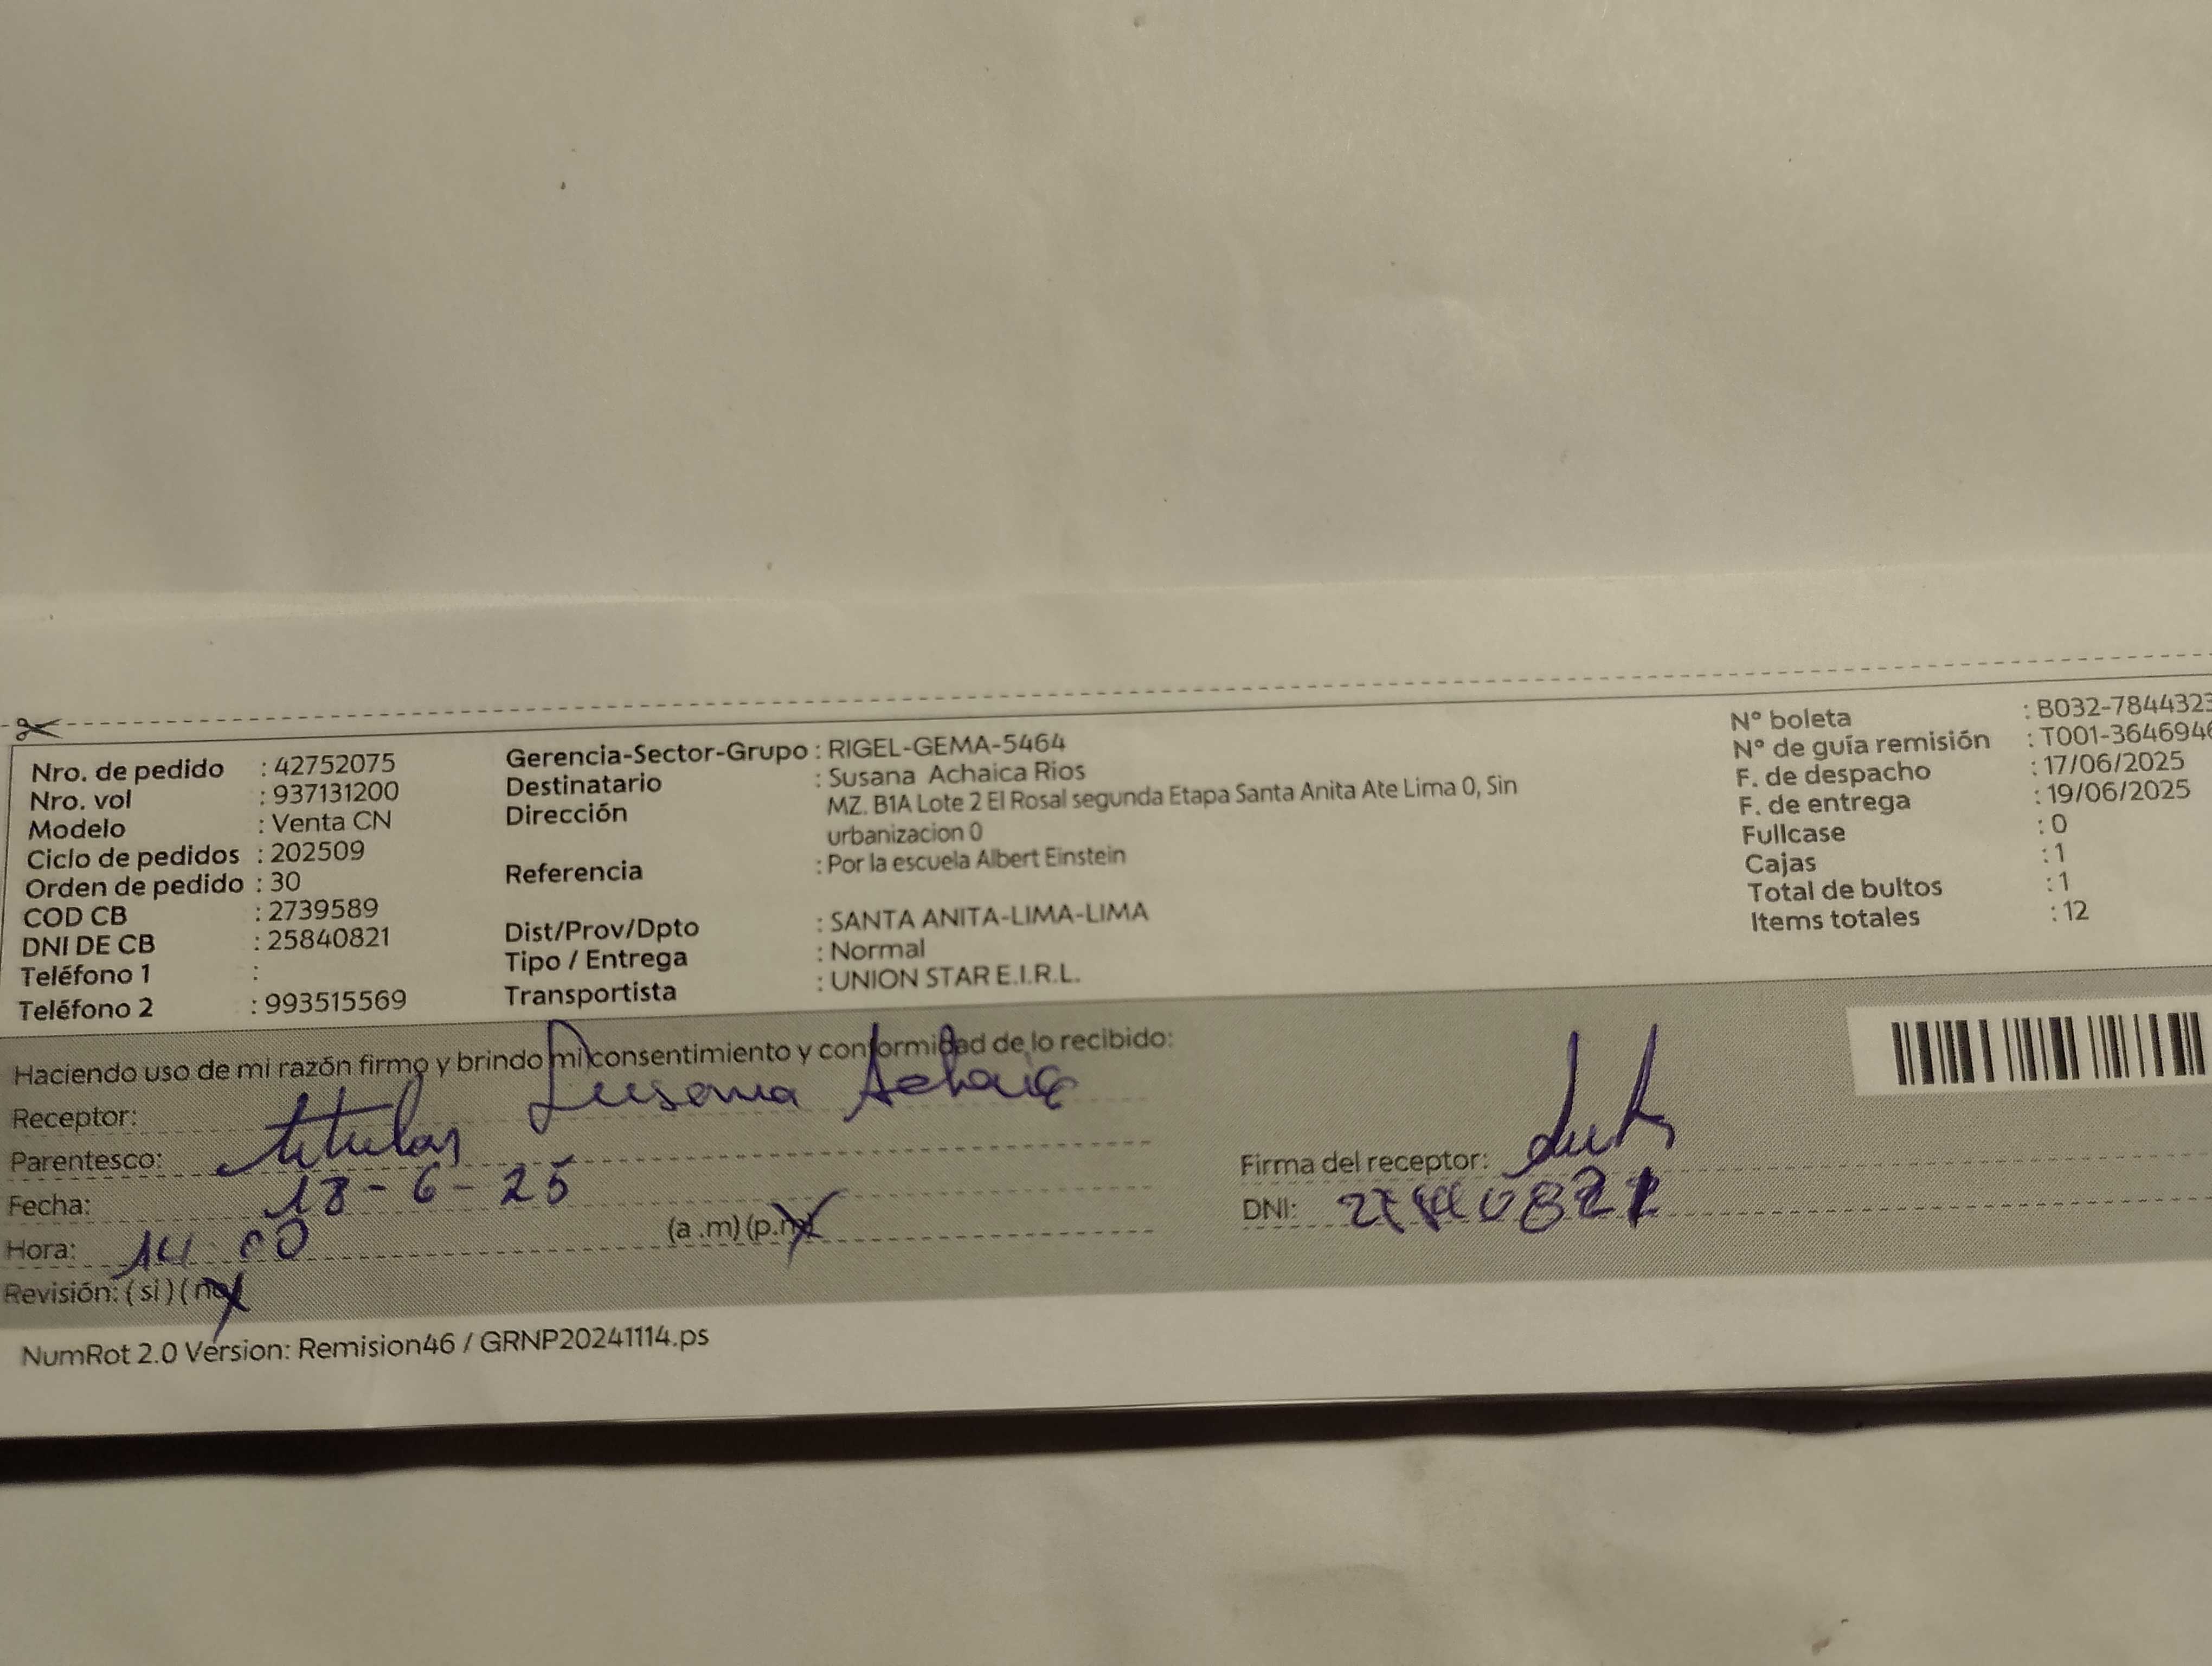 Nro. de pedido : 42752075
Nro. vol : 937131200
Modelo : Venta CN
Ciclo de pedidos : 202509
Orden de pedido : 30
COD CB : 2739589
DNI DE CB : 25840821
Teléfono 1 :
Teléfono 2 : 993515569
Gerencia-Sector-Grupo : RIGEL-GEMA-5464
Destinatario : Susana Achaica Rios
Dirección MZ. B1A Lote 2 El Rosal segunda Etapa Santa Anita Ate Lima 0, Sin
urbanizacion 0
Referencia : Por la escuela Albert Einstein
Dist/Prov/Dpto : SANTA ANITA-LIMA-LIMA
Tipo / Entrega : Normal
Transportista : UNION STAR E.I.R.L.
N° boleta : B032-7844323
N° de guía remisión : T001-3646946
F. de despacho : 17/06/2025
F. de entrega : 19/06/2025
Fullcase : 0
Cajas : 1
Total de bultos : 1
Items totales : 12
Haciendo uso de mi razón firmo y brindo mi consentimiento y conformidad de lo recibido:
Receptor: Susana Achaica
Parentesco: titular
Fecha: 18-6-25
Hora: 14:00 (a .m) (p.m)
Revisión: ( si ) ( no)
Firma del receptor:
DNI: 25840821
NumRot 2.0 Version: Remision46 / GRNP20241114.ps